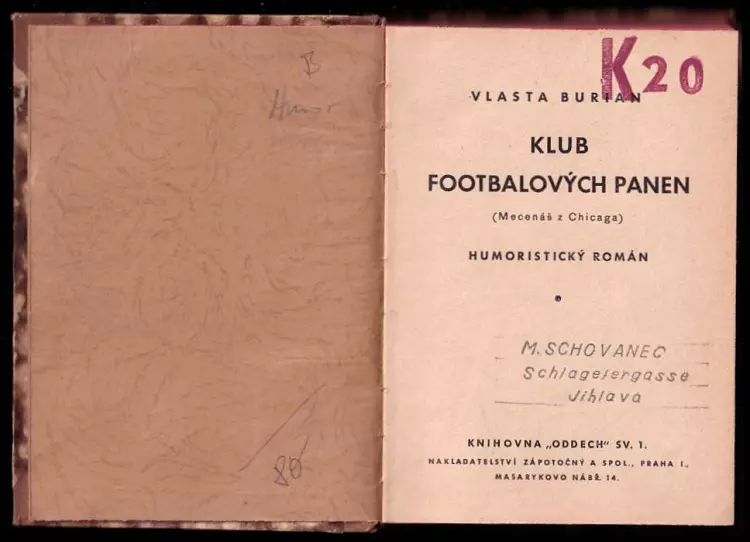 B
Humor
80
K20
VLASTA BURIAN
KLUB
FOOTBALOVÝCH PANEN
(Mecenáš z Chicaga)
HUMORISTICKÝ ROMÁN
M. SCHOVANEC
Schlagetergasse
Jihlava
KNIHOVNA „ODDECH" SV. 1.
NAKLADATELSTVÍ ZÁPOTOČNÝ A SPOL., PRAHA I.,
MASARYKOVO NÁBŘ. 14.